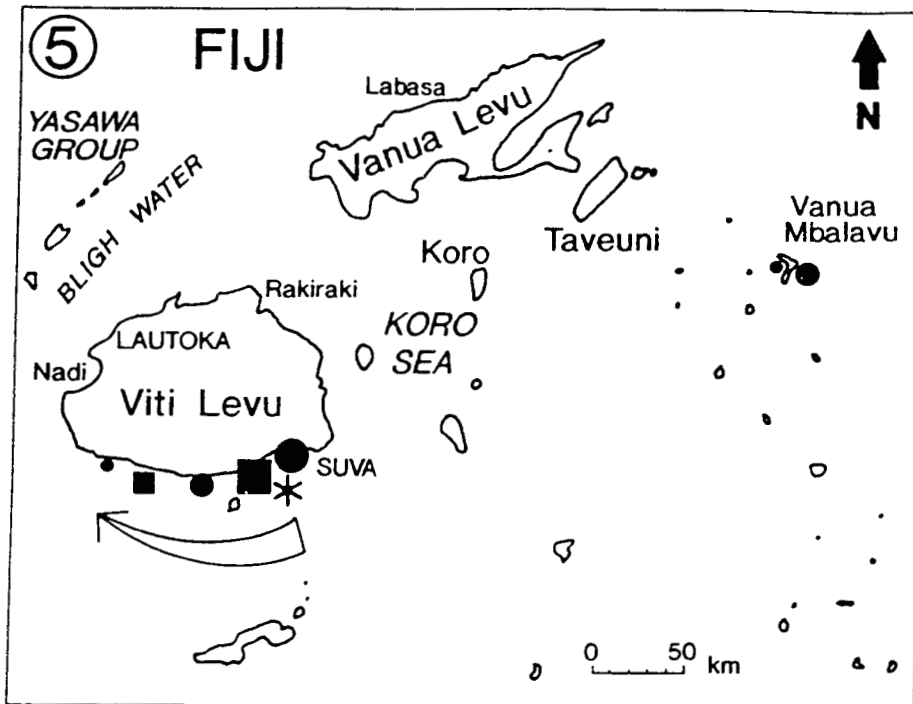 5
FIJI
N
Labasa
Vanua Levu
YASAWA
GROUP
BLIGH WATER
Taveuni
Vanua
Mbalavu
Koro
Rakiraki
KORO
SEA
LAUTOKA
Nadi
Viti Levu
SUVA
0 50
km